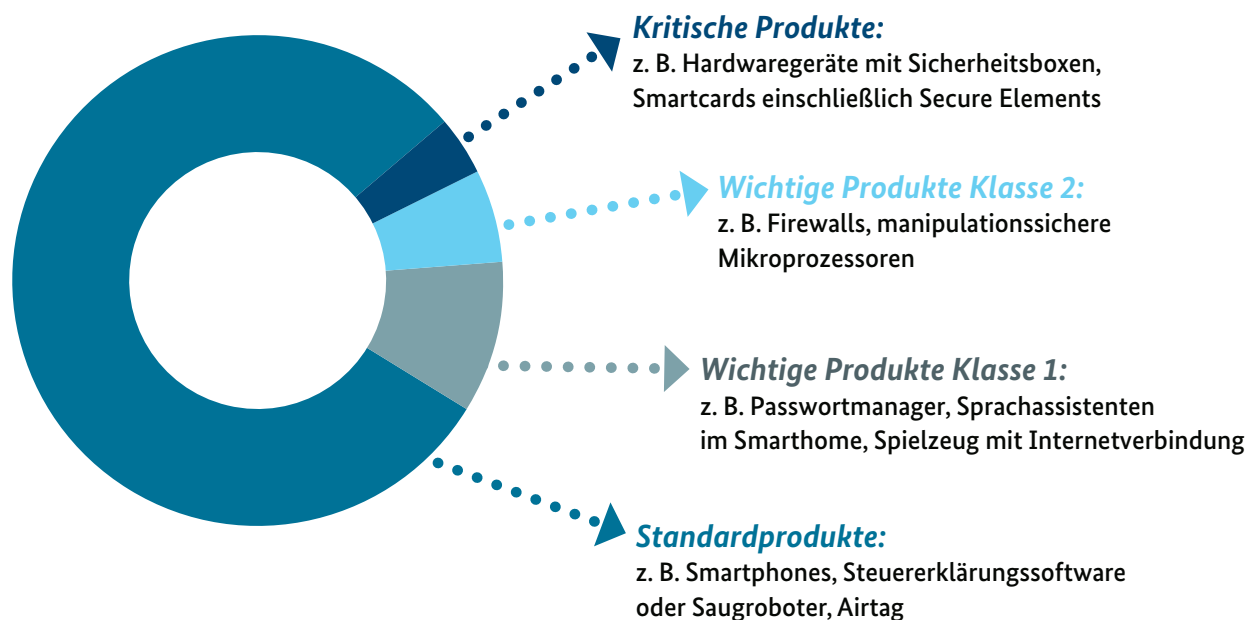 Kritische Produkte:
z. B. Hardwaregeräte mit Sicherheitsboxen,
Smartcards einschließlich Secure Elements
Wichtige Produkte Klasse 2:
z. B. Firewalls, manipulationssichere
Mikroprozessoren
Wichtige Produkte Klasse 1:
z. B. Passwortmanager, Sprachassistenten
im Smarthome, Spielzeug mit Internetverbindung
Standardprodukte:
z. B. Smartphones, Steuererklärungssoftware
oder Saugroboter, Airtag